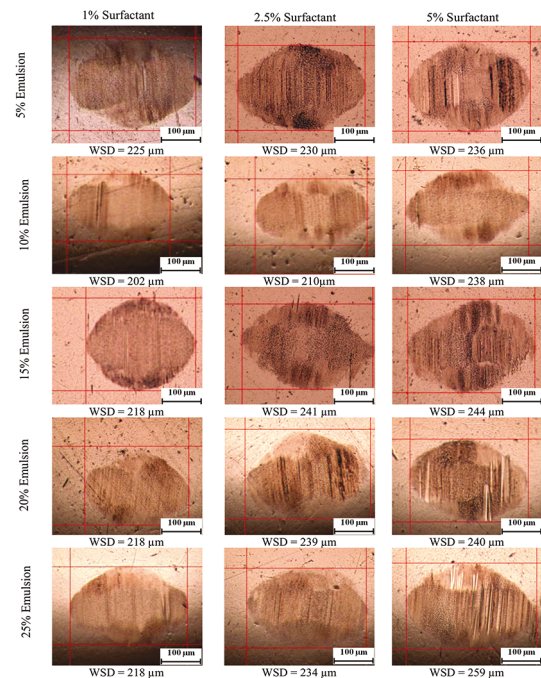 1% Surfactant 2.5% Surfactant 5% Surfactant
5% Emulsion
100 µm 100 µm 100 µm
WSD = 225 µm WSD = 230 µm WSD = 236 µm
10% Emulsion
100 µm 100 µm 100 µm
WSD = 202 µm WSD = 210µm WSD = 238 µm
15% Emulsion
100 µm 100 µm 100 µm
WSD = 218 µm WSD = 241 µm WSD = 244 µm
20% Emulsion
100 µm 100 µm 100 µm
WSD = 218 µm WSD = 239 µm WSD = 240 µm
25% Emulsion
100 µm 100 µm 100 µm
WSD = 218 µm WSD = 234 µm WSD = 259 µm